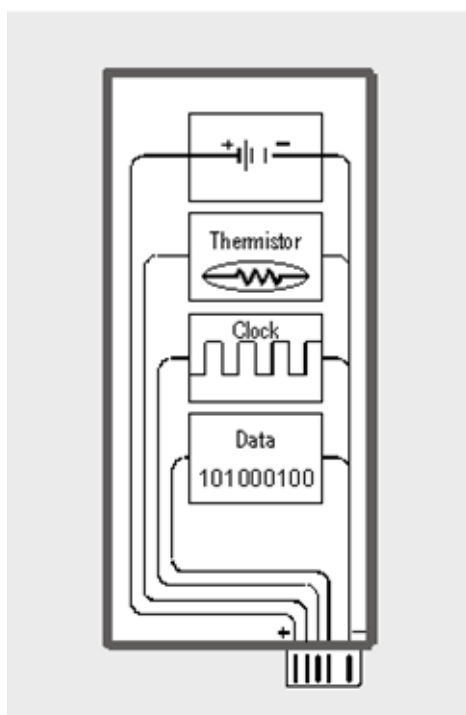 + -
Thermistor
Clock
Data
101000100
+ -